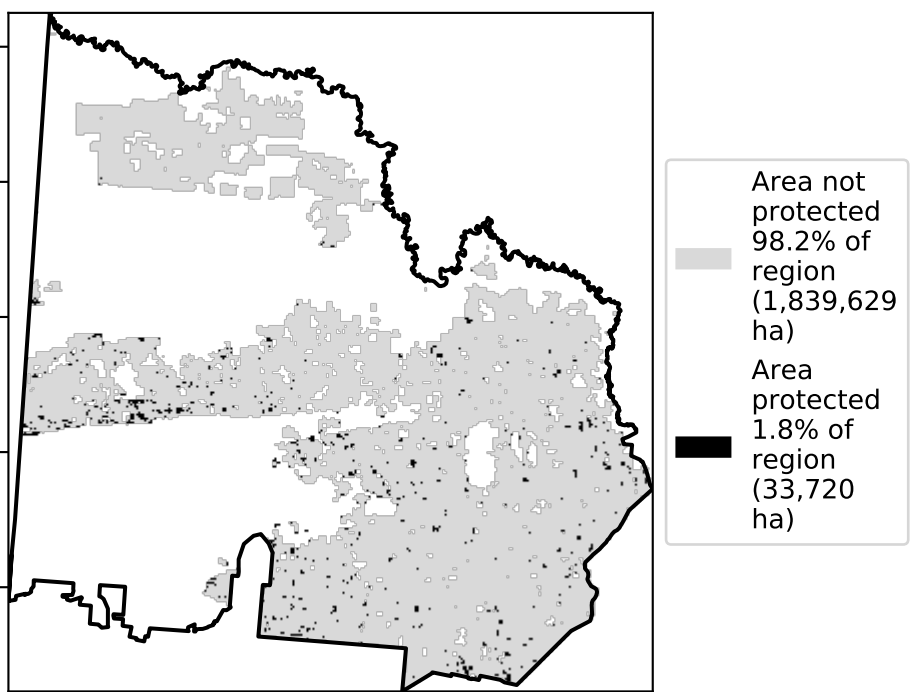 Area not
protected
98.2% of
region
(1,839,629
ha)
Area
protected
1.8% of
region
(33,720
ha)